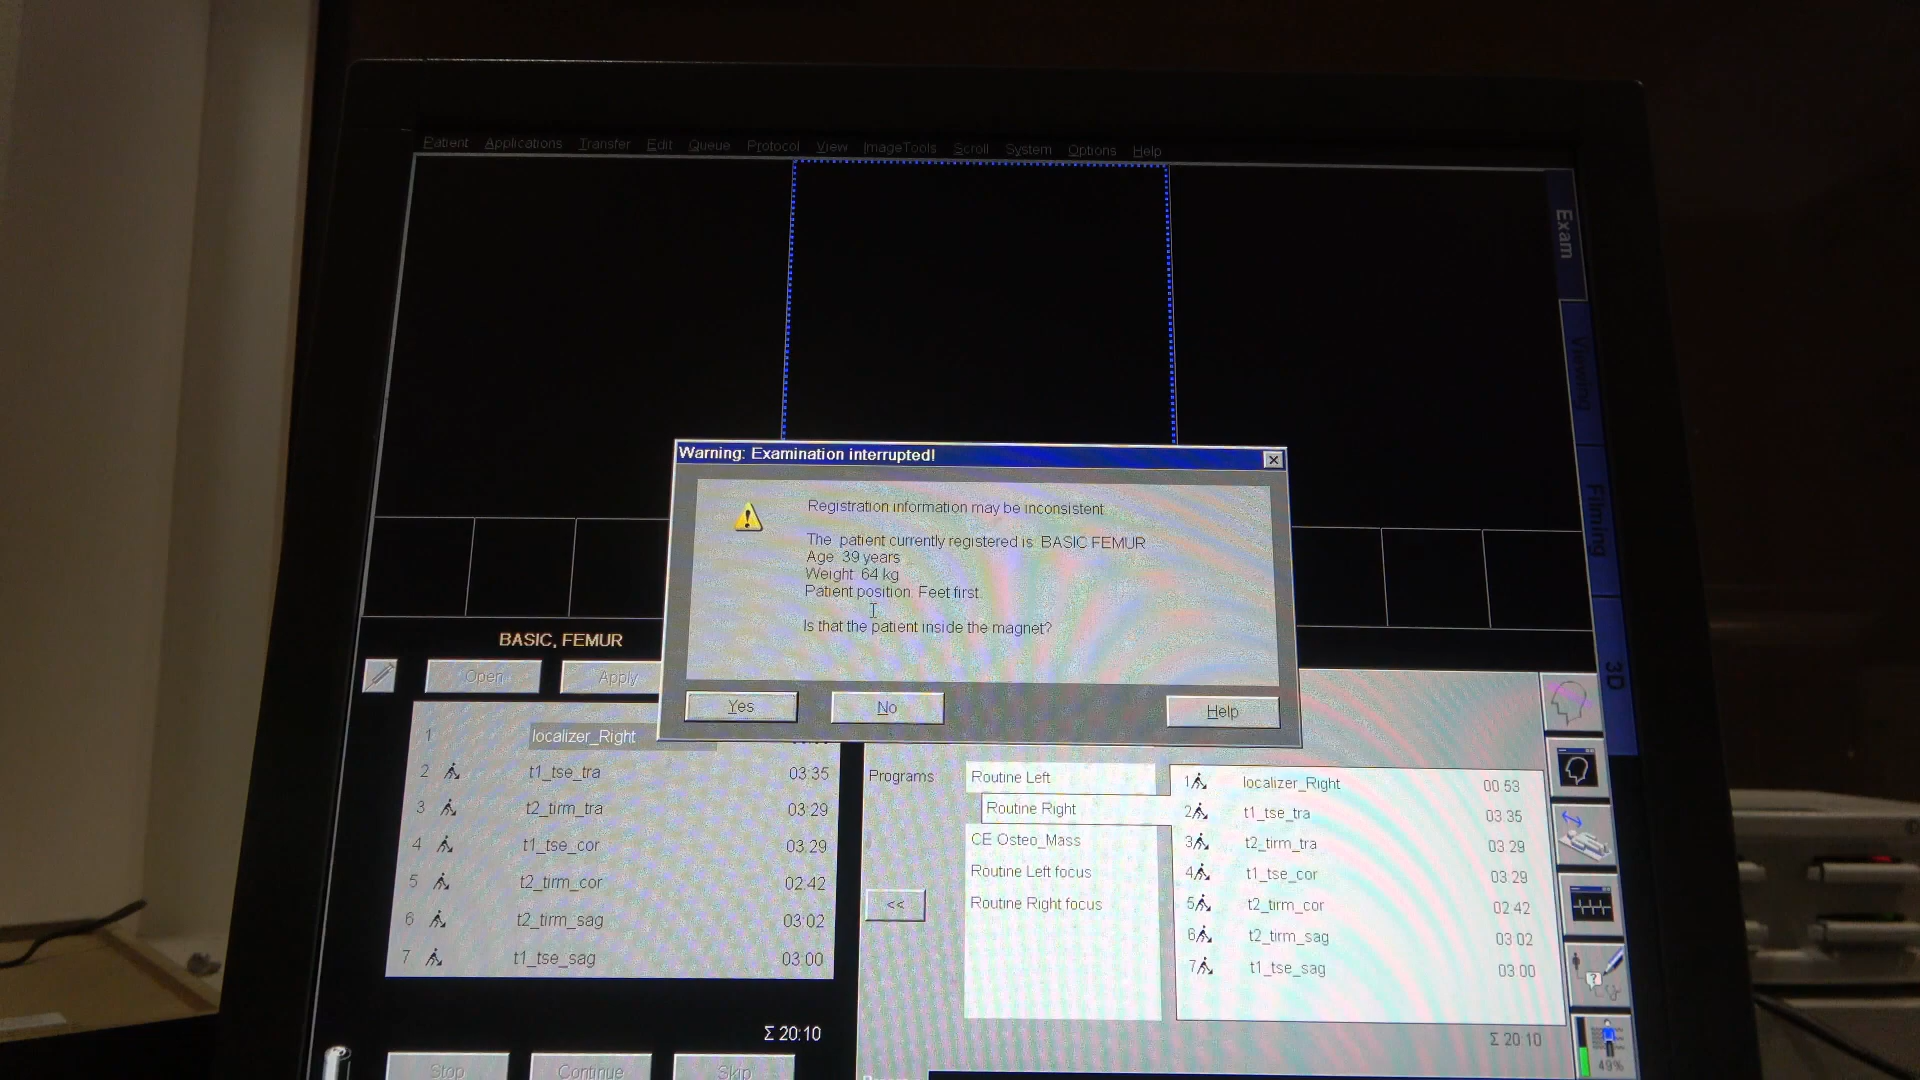 Patient Applications Transfer Edit Queue Protocol View ImageTools Scroll System Options Help
Exam
Viewing
Filming
3D
Warning: Examination interrupted!
Registration information may be inconsistent
The patient currently registered is: BASIC FEMUR
Age: 39 years
Weight: 64 kg
Patient position: Feet first
Is that the patient inside the magnet?
Yes No Help
BASIC, FEMUR
Open Apply
1 localizer_Right
2 t1_tse_tra 03:35
3 t2_tirm_tra 03:29
4 t1_tse_cor 03:29
5 t2_tirm_cor 02:42
6 t2_tirm_sag 03:02
7 t1_tse_sag 03:00
Σ 20:10
Stop Continue Skip
Programs
Routine Left
Routine Right
CE Osteo_Mass
Routine Left focus
Routine Right focus
<<
1 localizer_Right 00:53
2 t1_tse_tra 03:35
3 t2_tirm_tra 03:29
4 t1_tse_cor 03:29
5 t2_tirm_cor 02:42
6 t2_tirm_sag 03:02
7 t1_tse_sag 03:00
Σ 20:10
49%